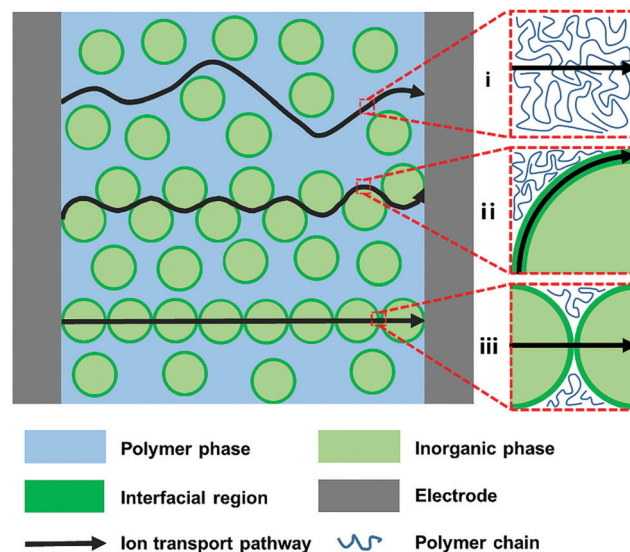 i
ii
iii
Polymer phase
Inorganic phase
Interfacial region
Electrode
Ion transport pathway
Polymer chain